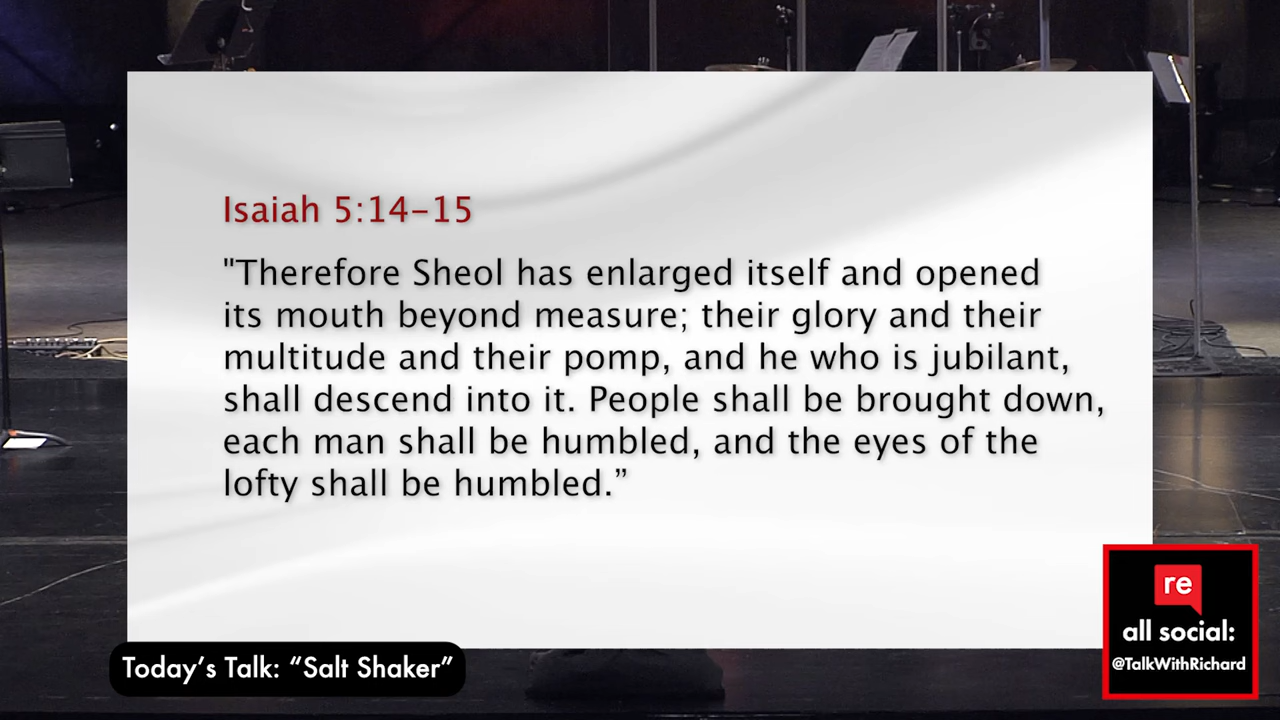 Isaiah 5:14-15
"Therefore Sheol has enlarged itself and opened
its mouth beyond measure; their glory and their
multitude and their pomp, and he who is jubilant,
shall descend into it. People shall be brought down,
each man shall be humbled, and the eyes of the
lofty shall be humbled.”
Today’s Talk: “Salt Shaker”
re
all social:
@TalkWithRichard